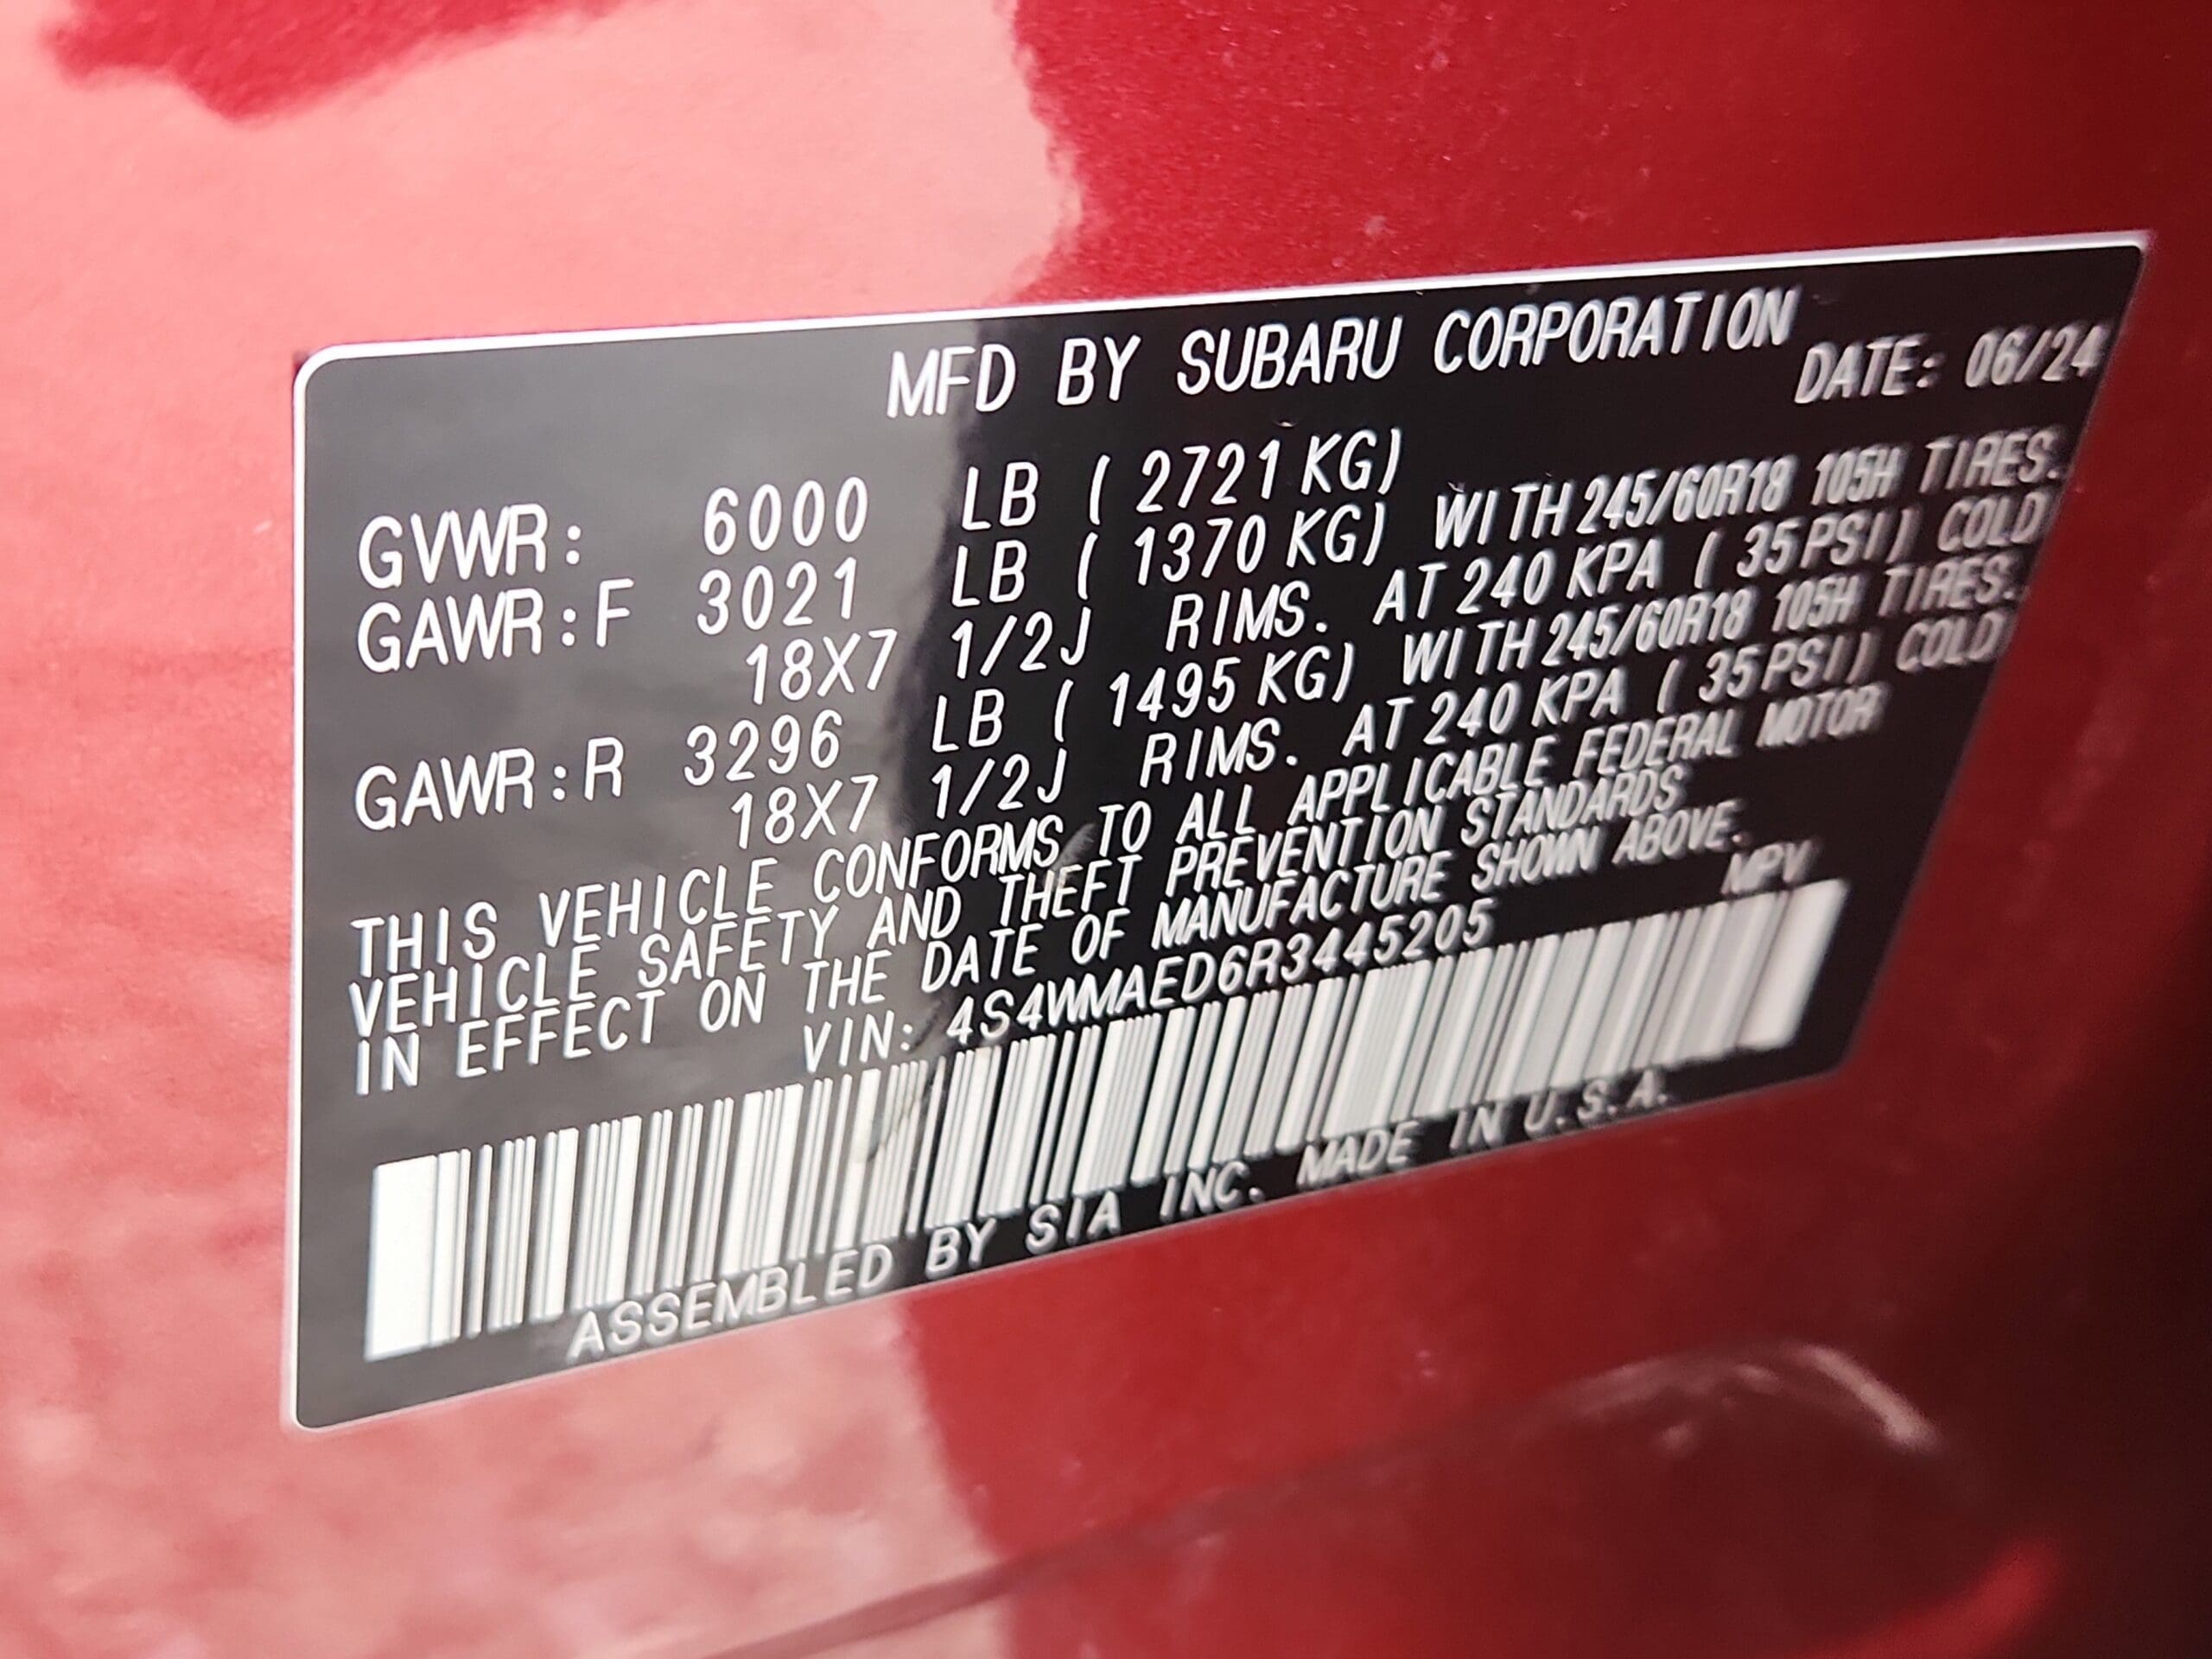 MFD BY SUBARU CORPORATION
DATE: 06/24
GVWR: 6000 LB ( 2721 KG)
GAWR:F 3021 LB ( 1370 KG) WITH 245/60R18 105H TIRES.
18X7 1/2J RIMS. AT 240 KPA ( 35PSI) COLD
GAWR:R 3296 LB ( 1495 KG) WITH 245/60R18 105H TIRES.
18X7 1/2J RIMS. AT 240 KPA ( 35PSI) COLD
THIS VEHICLE CONFORMS TO ALL APPLICABLE FEDERAL MOTOR
VEHICLE SAFETY AND THEFT PREVENTION STANDARDS
IN EFFECT ON THE DATE OF MANUFACTURE SHOWN ABOVE.
VIN: 4S4WMAED6R3445205 MPV
ASSEMBLED BY SIA INC. MADE IN U.S.A.